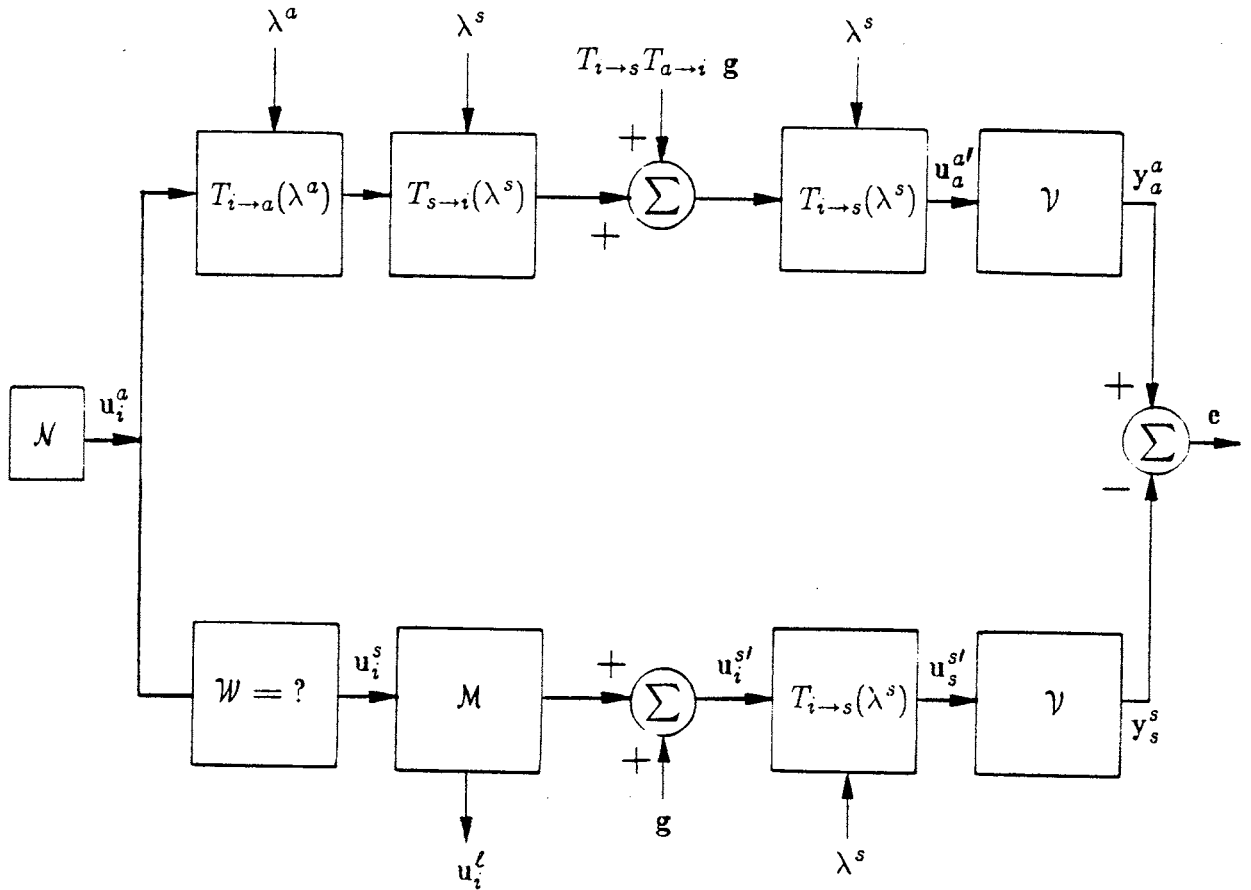 λ^a
λ^s
T_{i→s}T_{a→i} g
λ^s
+
T_{i→a}(λ^a)
T_{s→i}(λ^s)
Σ
T_{i→s}(λ^s)
u_a^{a′}
𝒱
y_a^a
+
𝒩
u_i^a
+
Σ
e
−
𝒲 = ?
u_i^s
ℳ
+
Σ
u_i^{s′}
T_{i→s}(λ^s)
u_s^{s′}
𝒱
y_s^s
+
g
u_i^ℓ
λ^s